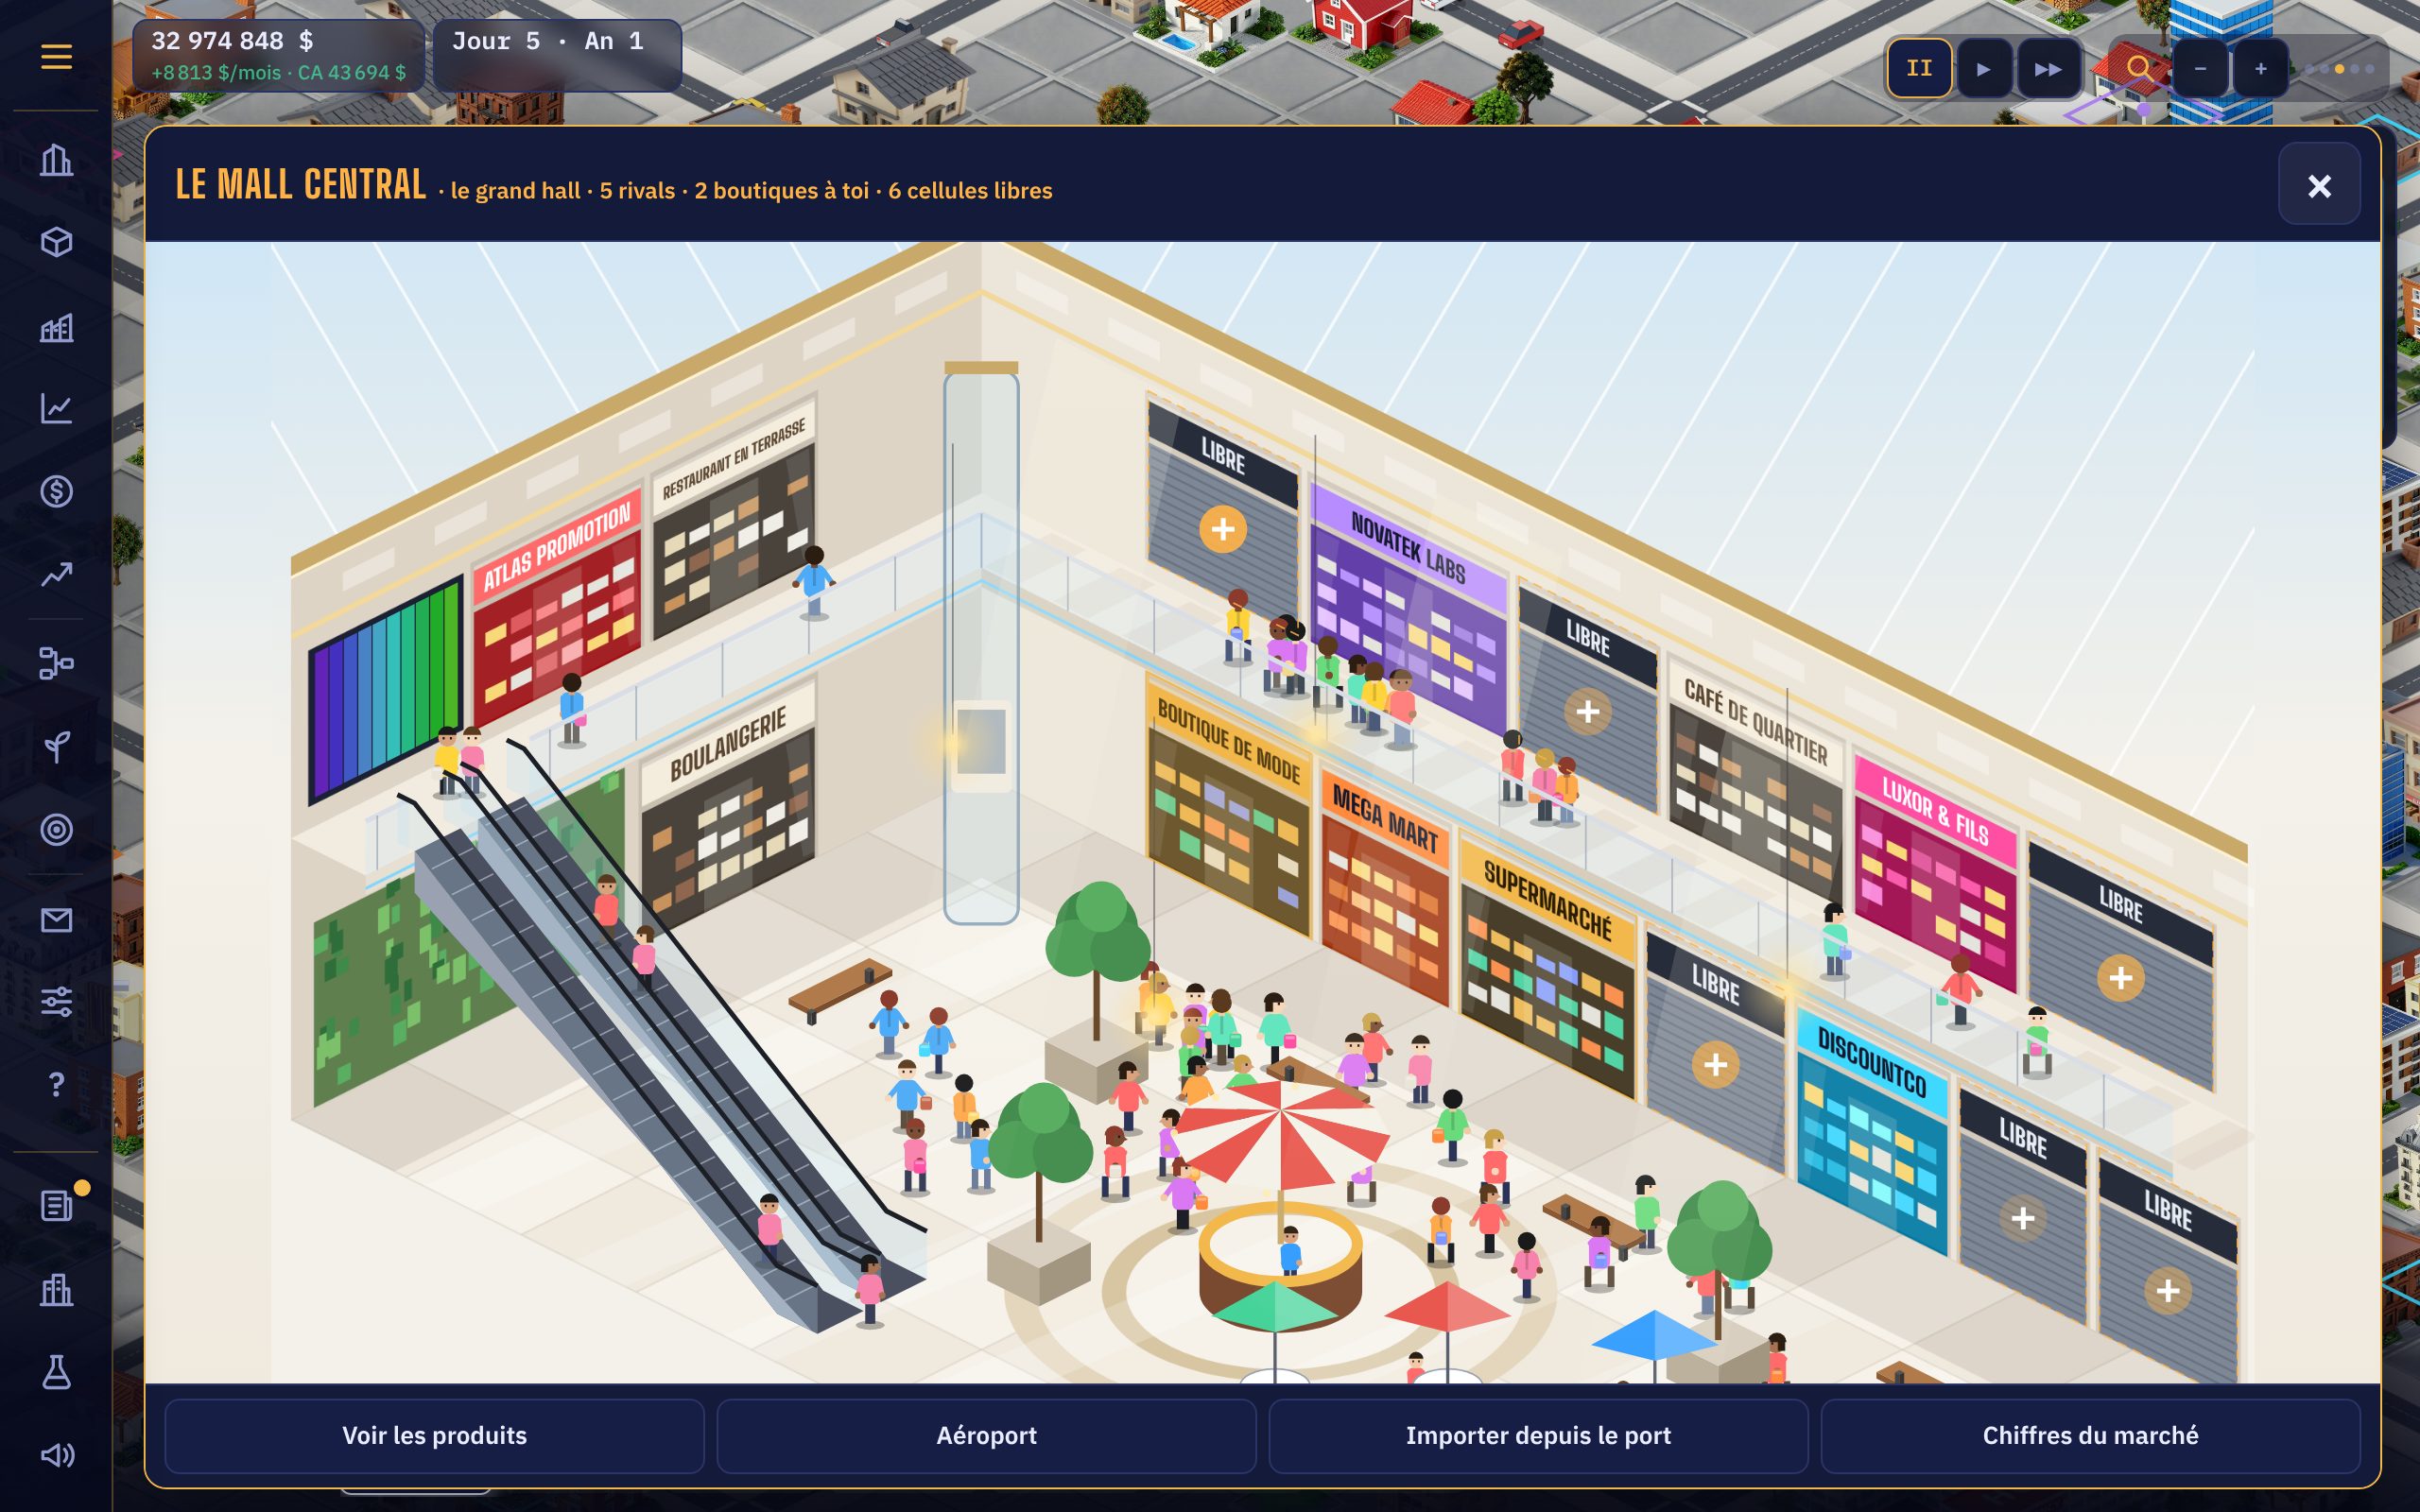 32 974 848 $
+8 813 $/mois · CA 43 694 $
Jour 5 · An 1
LE MALL CENTRAL · le grand hall · 5 rivals · 2 boutiques à toi · 6 cellules libres
RESTAURANT EN TERRASSE
ATLAS PROMOTION
LIBRE
NOVATEK LABS
LIBRE
CAFÉ DE QUARTIER
LUXOR & FILS
LIBRE
BOULANGERIE
BOUTIQUE DE MODE
MEGA MART
SUPERMARCHÉ
LIBRE
DISCOUNTCO
LIBRE
LIBRE
Voir les produits
Aéroport
Importer depuis le port
Chiffres du marché